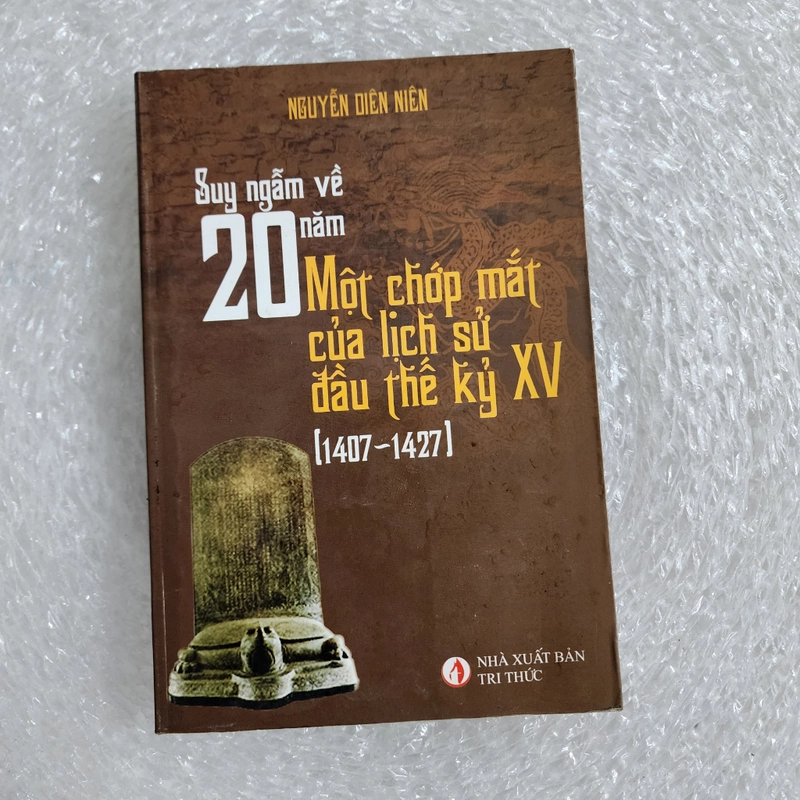 NGUYỄN DIÊN NIÊN
Suy ngẫm về
20 năm
Một chớp mắt
của lịch sử
đầu thế kỷ XV
(1407-1427)
NHÀ XUẤT BẢN
TRI THỨC